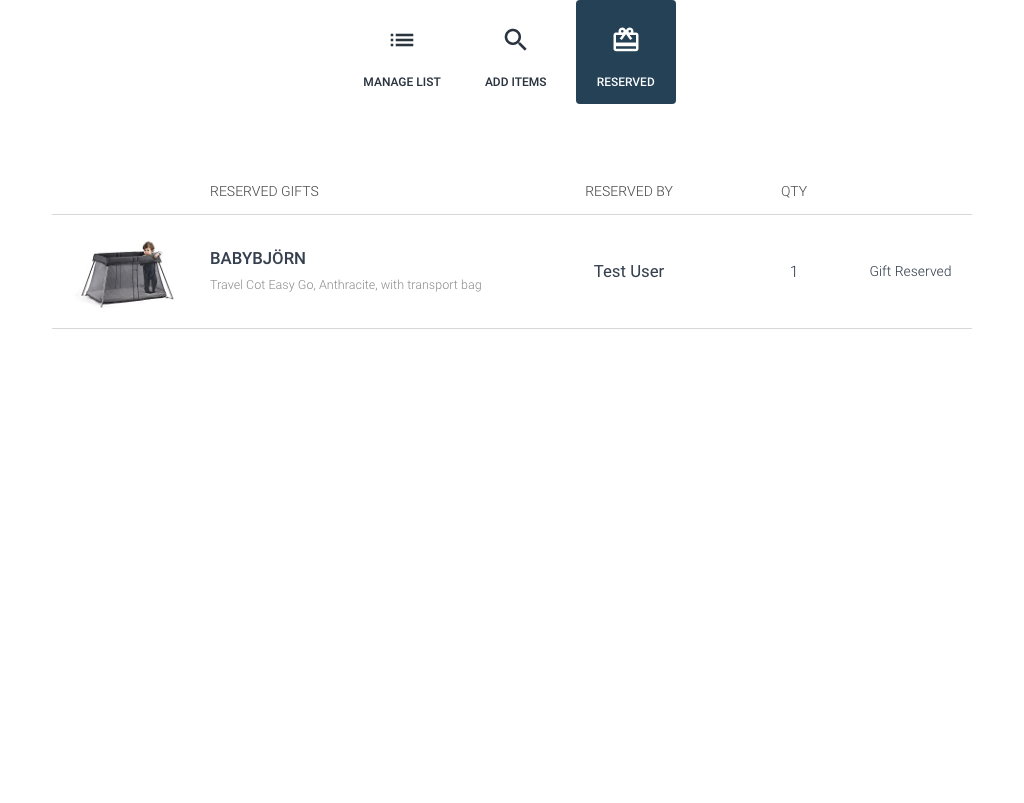 MANAGE LIST
ADD ITEMS
RESERVED
RESERVED GIFTS
RESERVED BY
QTY
BABYBJÖRN
Travel Cot Easy Go, Anthracite, with transport bag
Test User
1
Gift Reserved